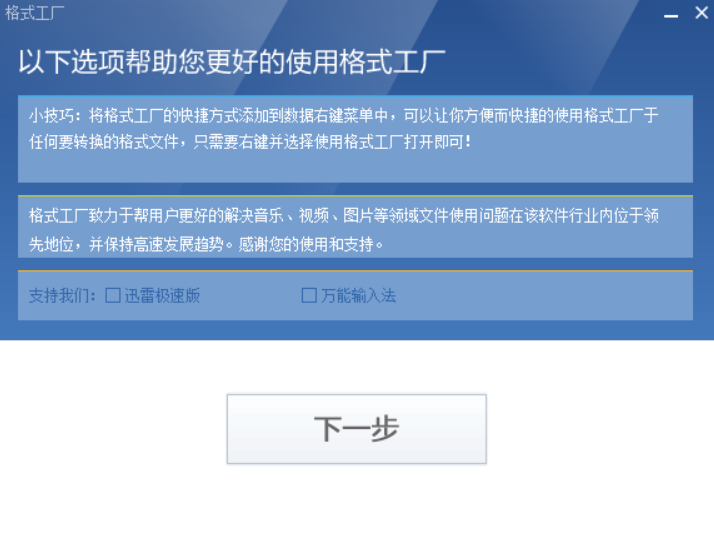 格式工厂
以下选项帮助您更好的使用格式工厂
小技巧：将格式工厂的快捷方式添加到数据右键菜单中，可以让你方便而快捷的使用格式工厂于
任何要转换的格式文件，只需要右键并选择使用格式工厂打开即可！
格式工厂致力于帮用户更好的解决音乐、视频、图片等领域文件使用问题在该软件行业内位于领
先地位，并保持高速发展趋势。感谢您的使用和支持。
支持我们：□迅雷极速版 □万能输入法
下一步